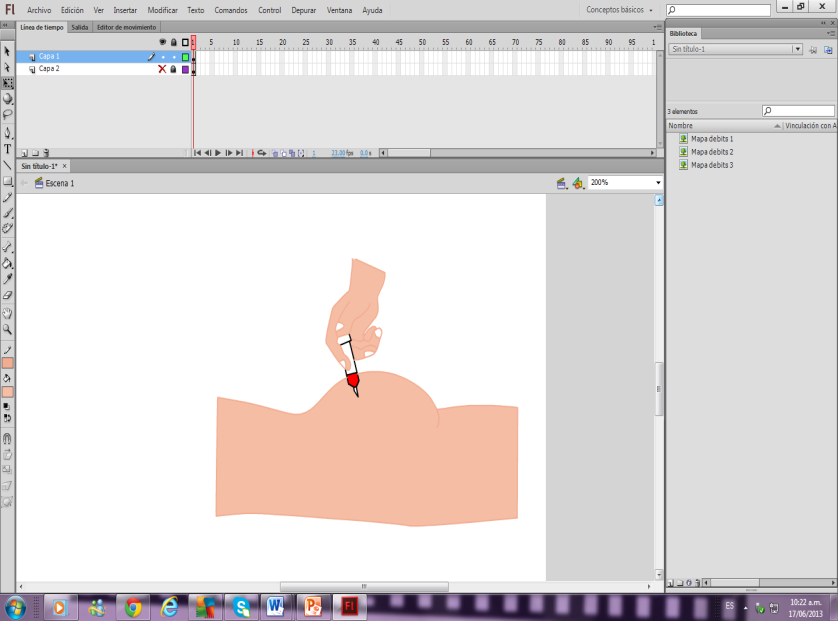 Fl Archivo Edición Ver Insertar Modificar Texto Comandos Control Depurar Ventana Ayuda Conceptos básicos
Línea de tiempo Salida Editor de movimiento
5 10 15 20 25 30 35 40 45 50 55 60 65 70 75 80 85 90 95 1
Capa 1
Capa 2
1 23.00 fps 0.0 s
Sin título-1* ×
Escena 1 200%
Biblioteca
Sin título-1
3 elementos
Nombre Vinculación con A
Mapa debits 1
Mapa debits 2
Mapa debits 3
T
W P Fl ES 10:22 a.m.
17/06/2013